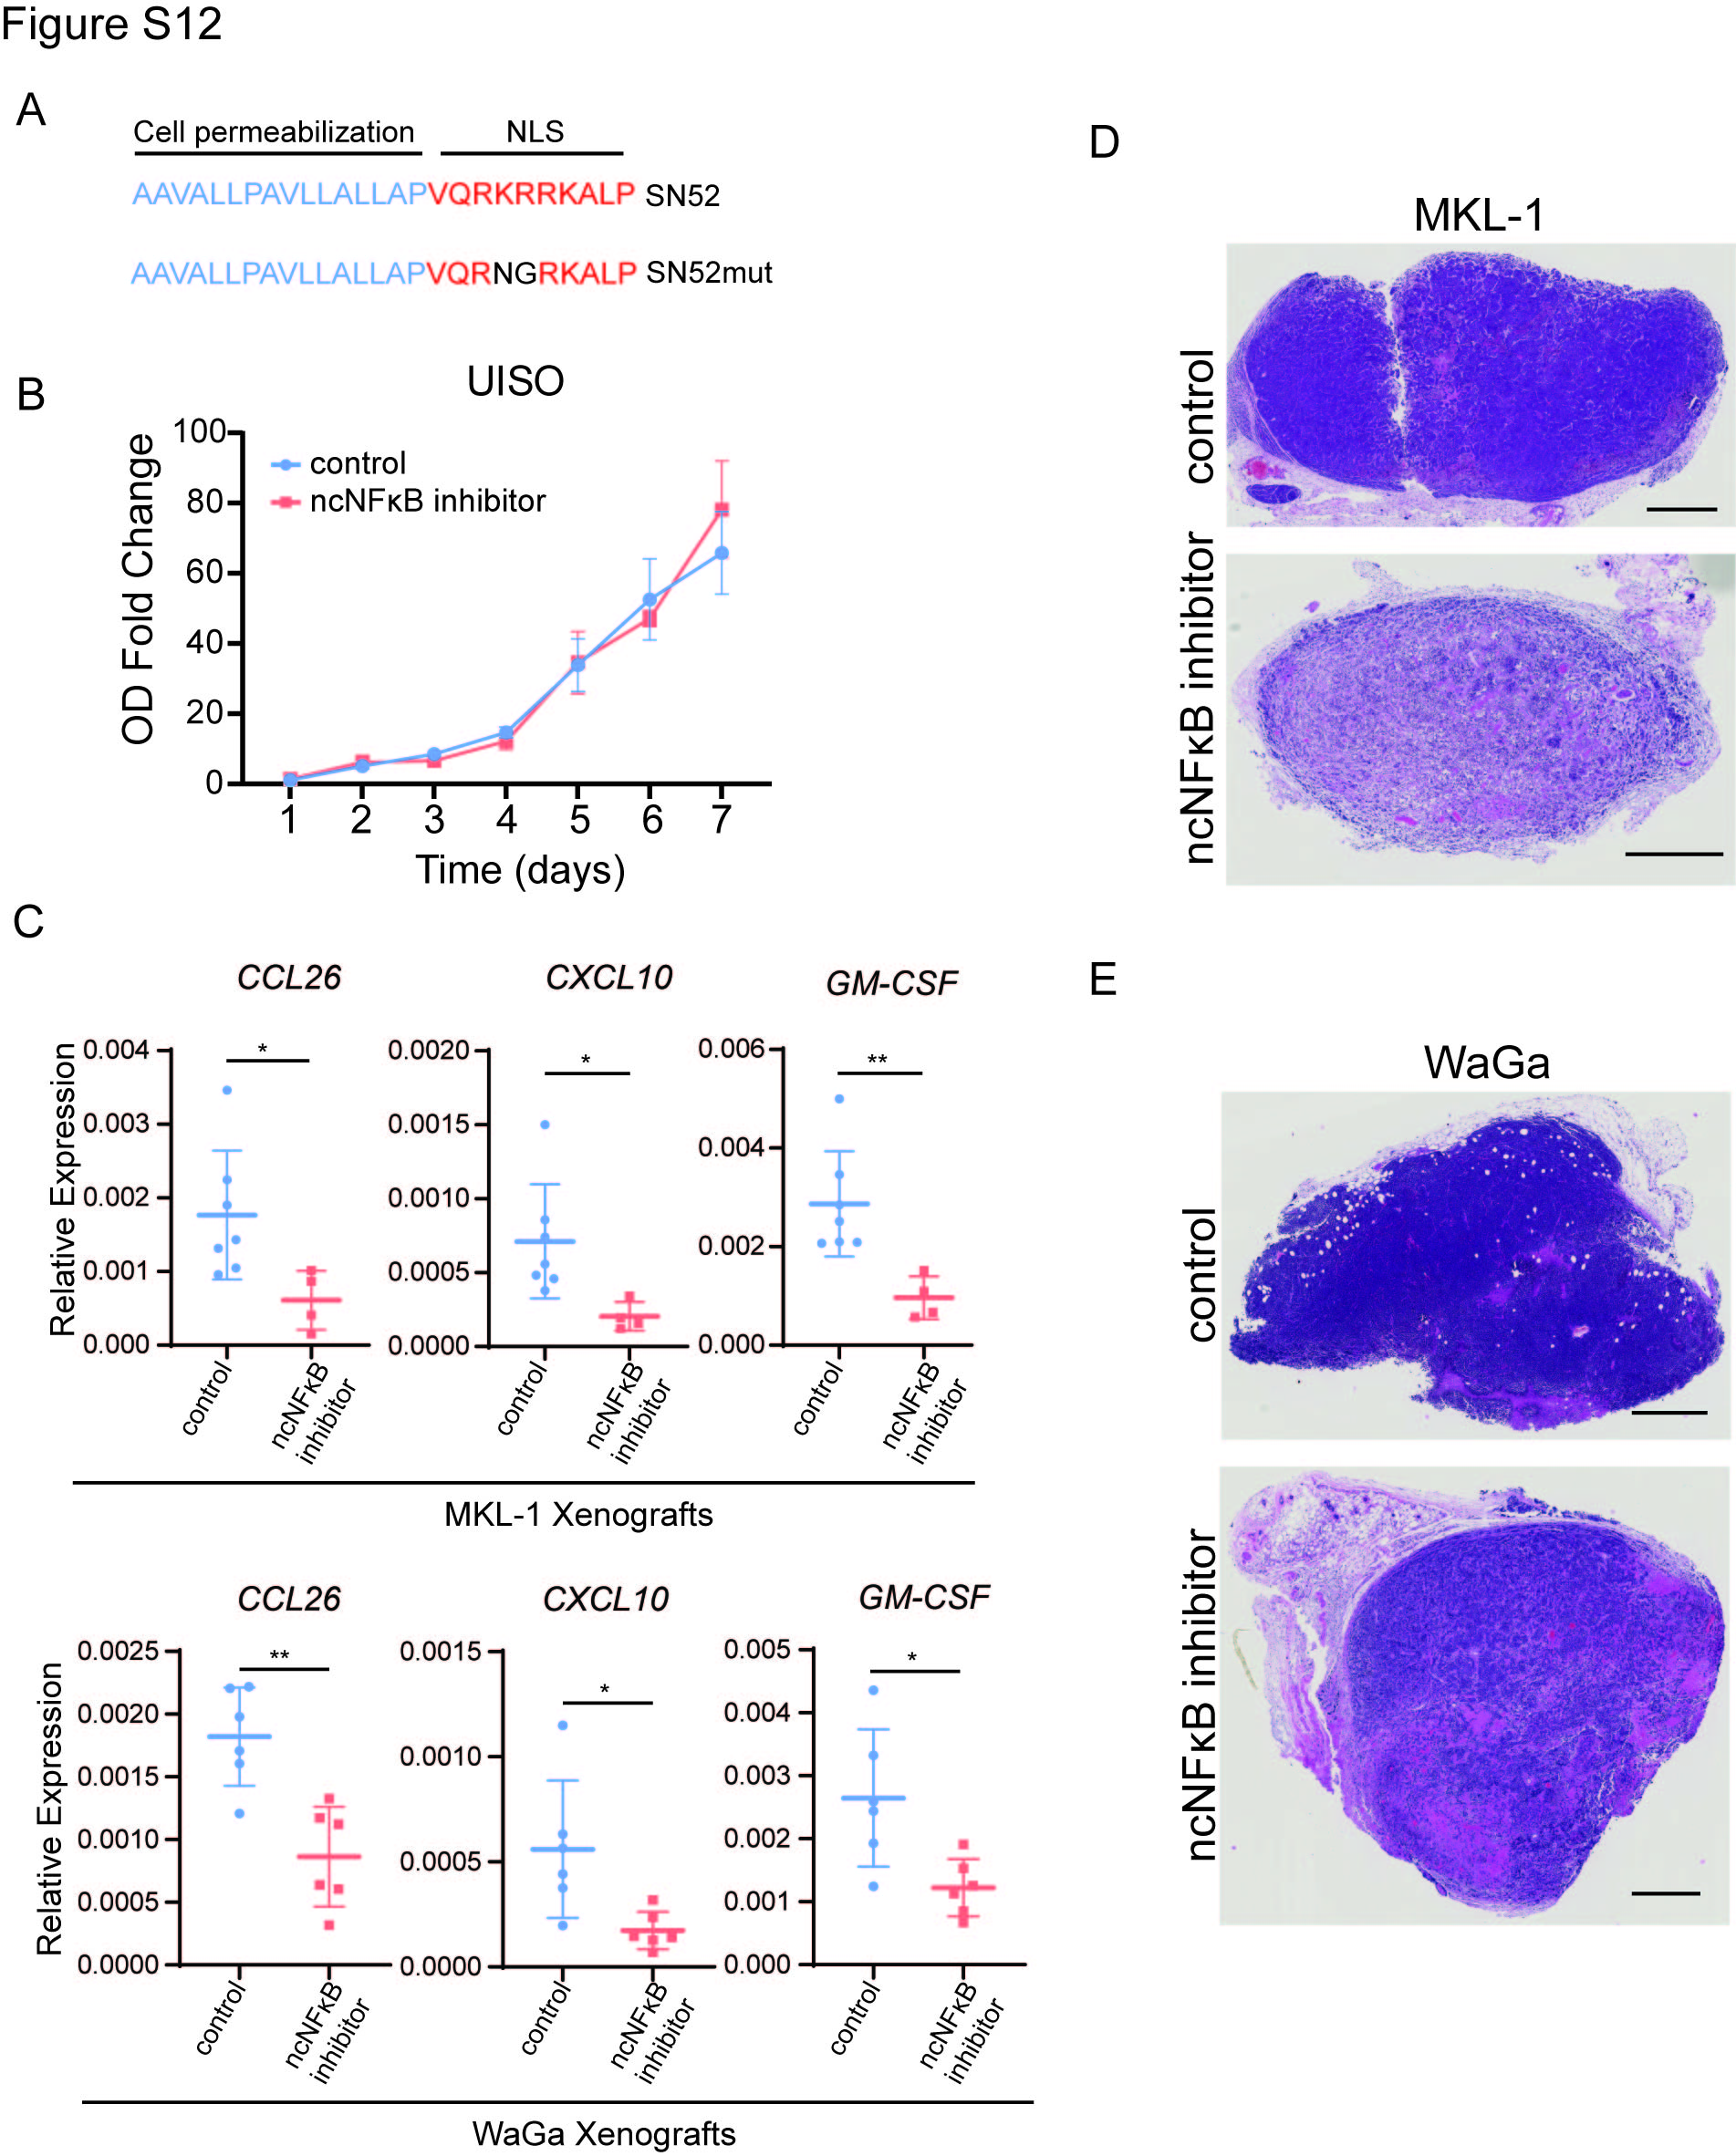 Figure S12
A
Cell permeabilization NLS
AAVALLPAVLLALLAPVQRKRRKALP SN52
AAVALLPAVLLALLAPVQRNGRKALP SN52mut
B
UISO
OD Fold Change
100
80
60
40
20
0
control
ncNFκB inhibitor
1 2 3 4 5 6 7
Time (days)
C
CCL26
Relative Expression
0.004
0.003
0.002
0.001
0.000
*
control
ncNFκB
inhibitor
CXCL10
0.0020
0.0015
0.0010
0.0005
0.0000
*
control
ncNFκB
inhibitor
GM-CSF
0.006
0.004
0.002
0.000
**
control
ncNFκB
inhibitor
MKL-1 Xenografts
CCL26
Relative Expression
0.0025
0.0020
0.0015
0.0010
0.0005
0.0000
**
control
ncNFκB
inhibitor
CXCL10
0.0015
0.0010
0.0005
0.0000
*
control
ncNFκB
inhibitor
GM-CSF
0.005
0.004
0.003
0.002
0.001
0.000
*
control
ncNFκB
inhibitor
WaGa Xenografts
D
MKL-1
control
ncNFκB inhibitor
E
WaGa
control
ncNFκB inhibitor